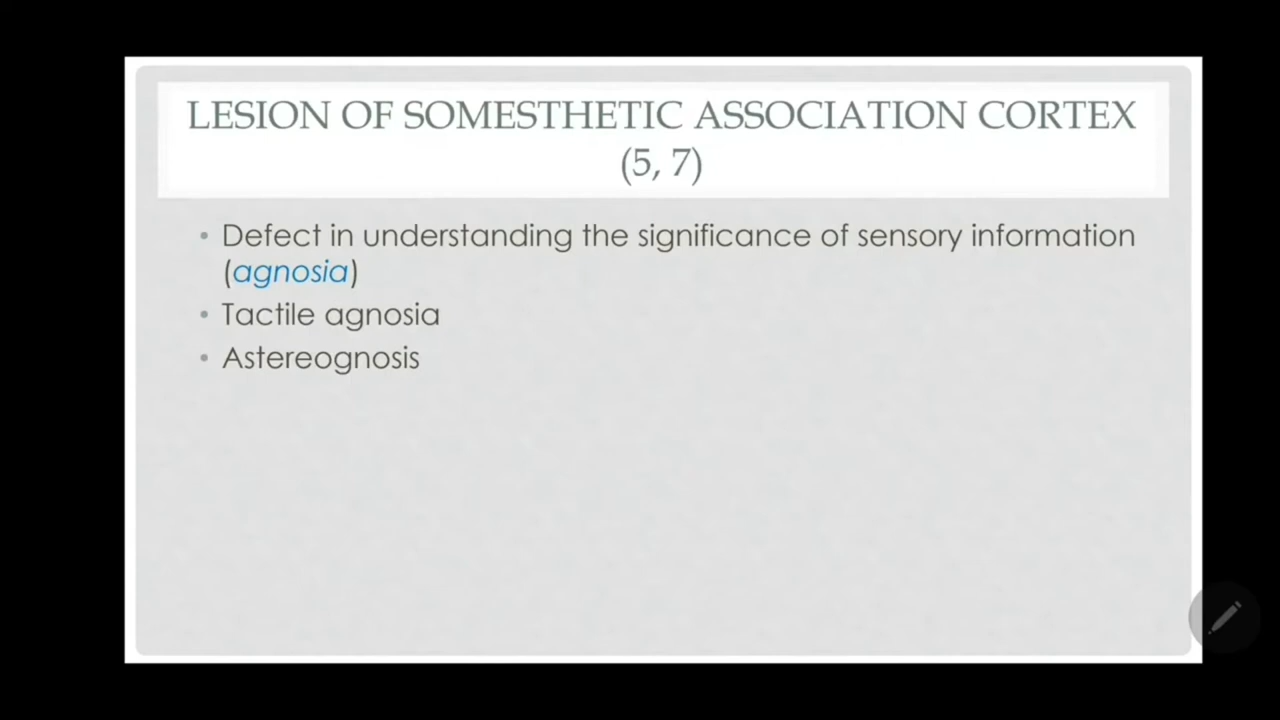 LESION OF SOMESTHETIC ASSOCIATION CORTEX
(5, 7)
• Defect in understanding the significance of sensory information
(agnosia)
• Tactile agnosia
• Astereognosis